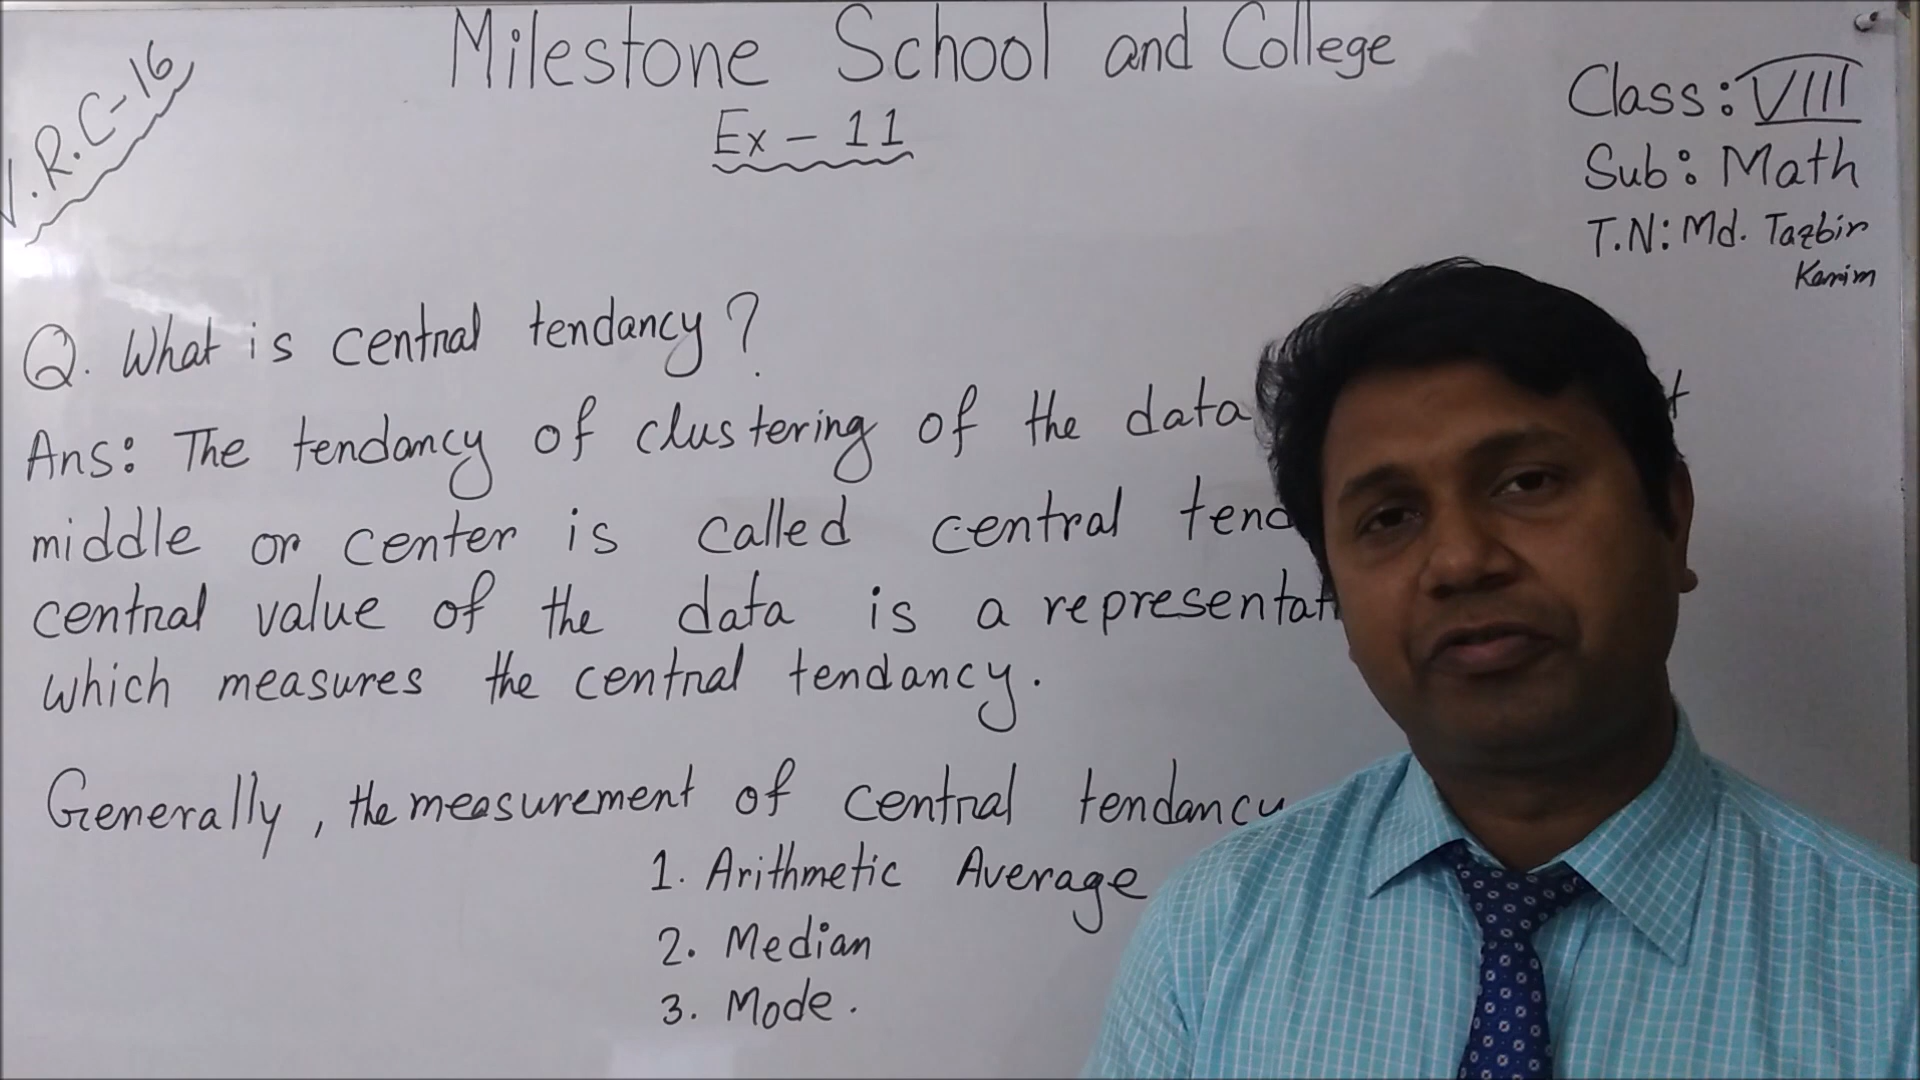 Milestone School and College
Ex - 11
V.R.C-16
Class: VIII
Sub: Math
T.N: Md. Tazbir
Karim
Q. What is central tendancy?
Ans: The tendancy of clustering of the data
middle or center is called central
central value of the data is a
which measures the central tendancy.
Generally, the measurement of central tendancy
1. Arithmetic Average
2. Median
3. Mode.